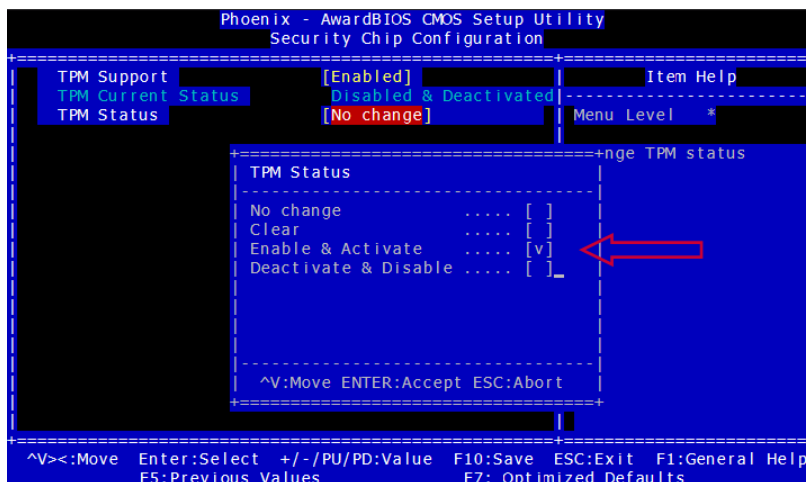 Phoenix - AwardBIOS CMOS Setup Utility
Security Chip Configuration
TPM Support [Enabled] Item Help
TPM Current Status Disabled & Deactivated
TPM Status [No change] Menu Level *
nge TPM status
TPM Status
No change ..... [ ]
Clear ..... [ ]
Enable & Activate ..... [v]
Deactivate & Disable ..... [ ]_
^V:Move ENTER:Accept ESC:Abort
^V><:Move Enter:Select +/-/PU/PD:Value F10:Save ESC:Exit F1:General Help
F5:Previous Values F7: Optimized Defaults